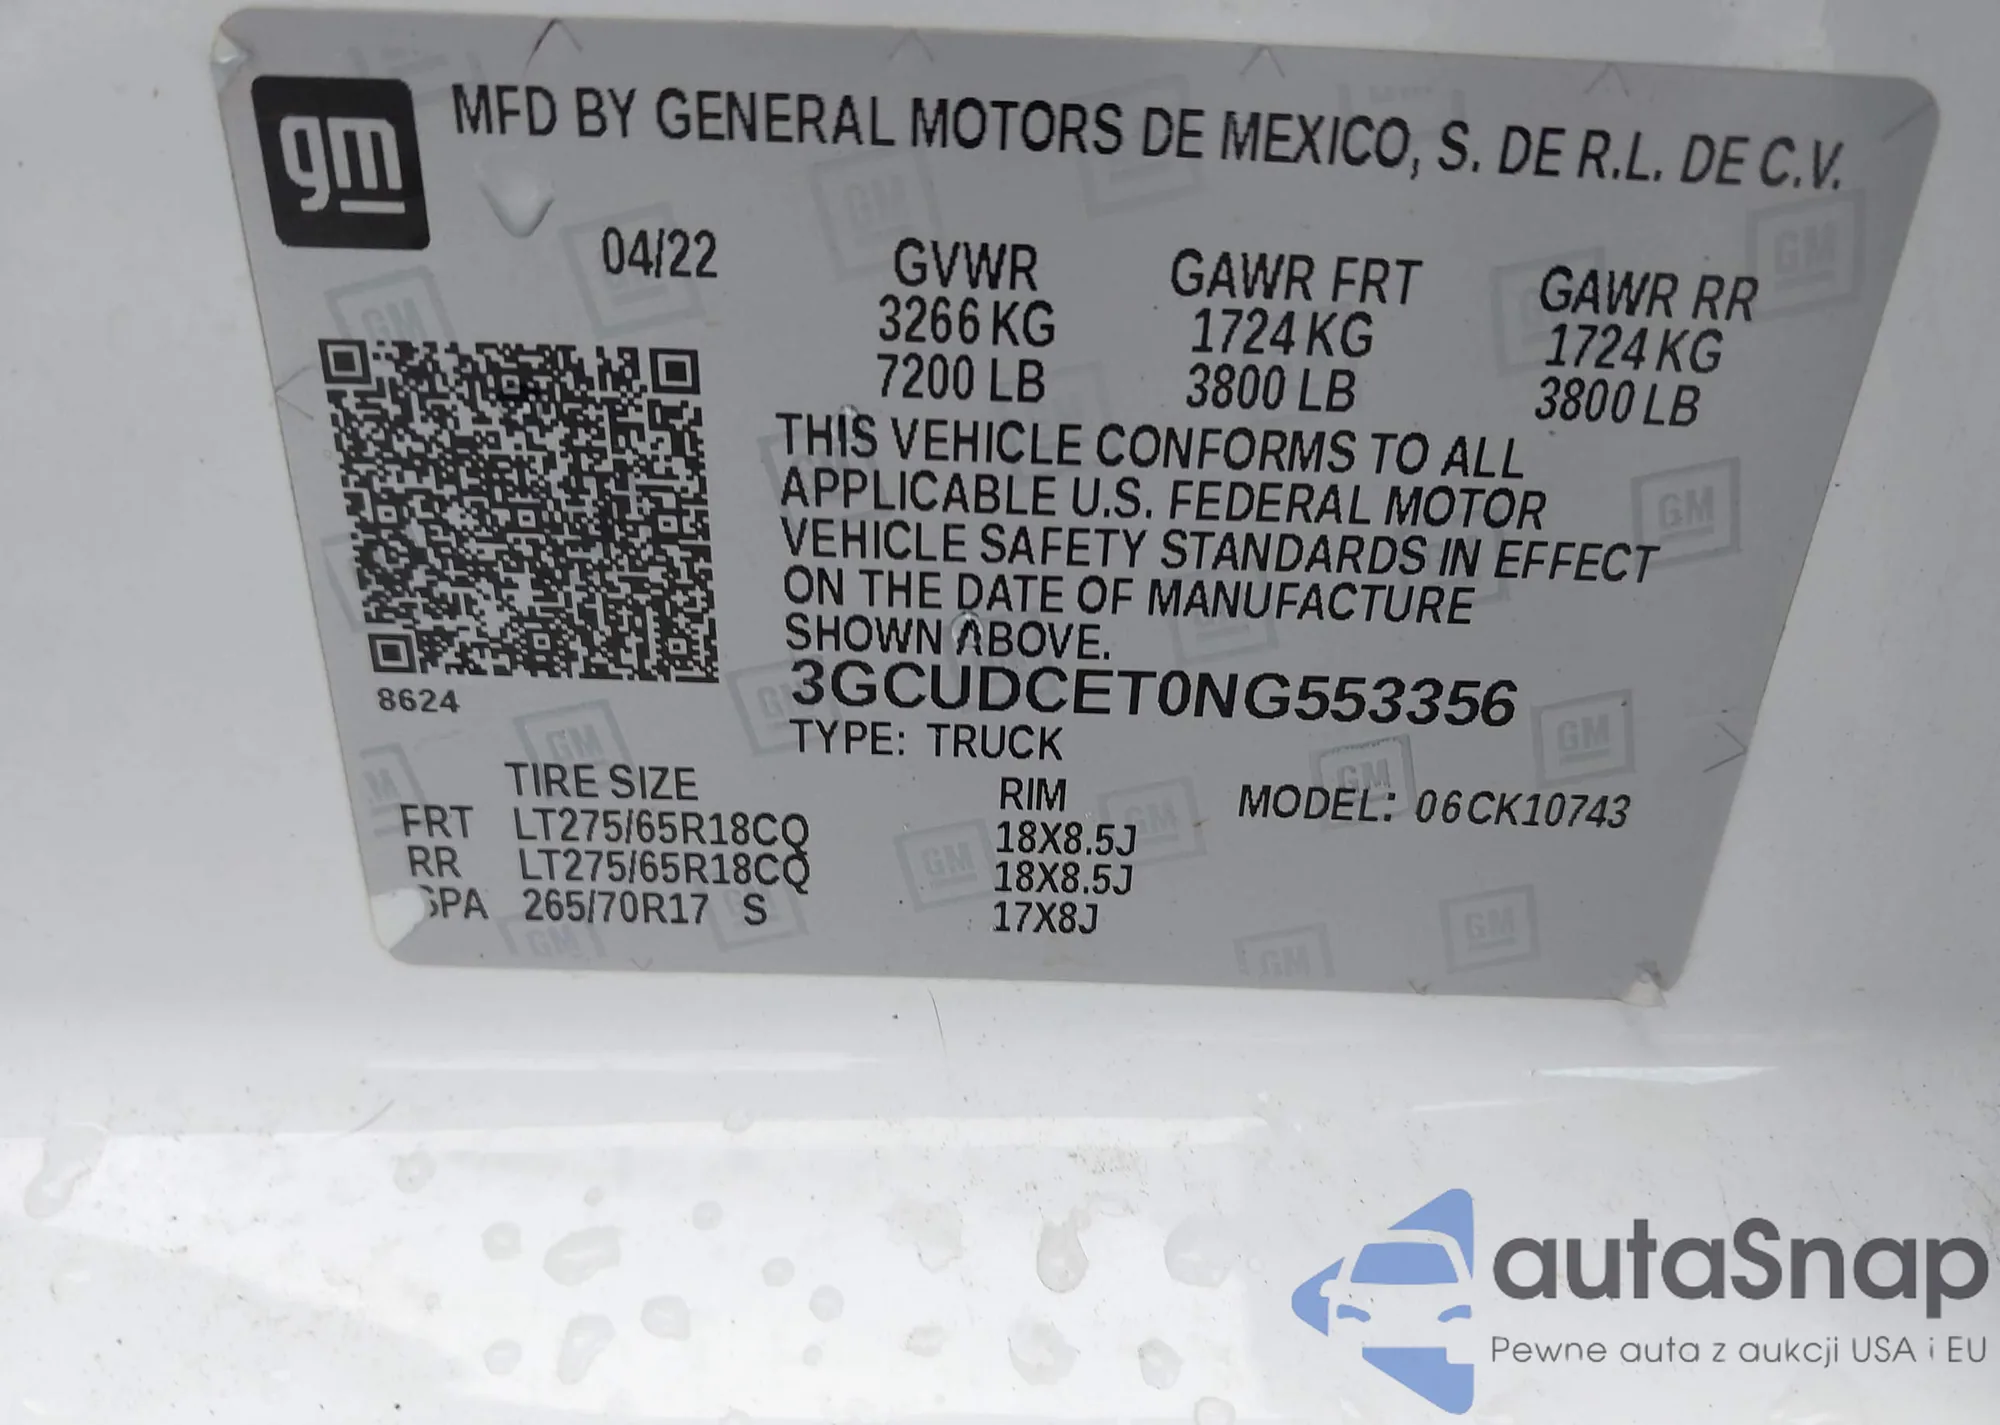 gm
MFD BY GENERAL MOTORS DE MEXICO, S. DE R.L. DE C.V.
04/22 GVWR GAWR FRT GAWR RR
3266 KG 1724 KG 1724 KG
7200 LB 3800 LB 3800 LB
THIS VEHICLE CONFORMS TO ALL
APPLICABLE U.S. FEDERAL MOTOR
VEHICLE SAFETY STANDARDS IN EFFECT
ON THE DATE OF MANUFACTURE
SHOWN ABOVE.
3GCUDCET0NG553356
8624
TYPE: TRUCK
TIRE SIZE RIM MODEL: 06CK10743
FRT LT275/65R18CQ 18X8.5J
RR LT275/65R18CQ 18X8.5J
SPA 265/70R17 S 17X8J
autaSnap
Pewne auta z aukcji USA i EU